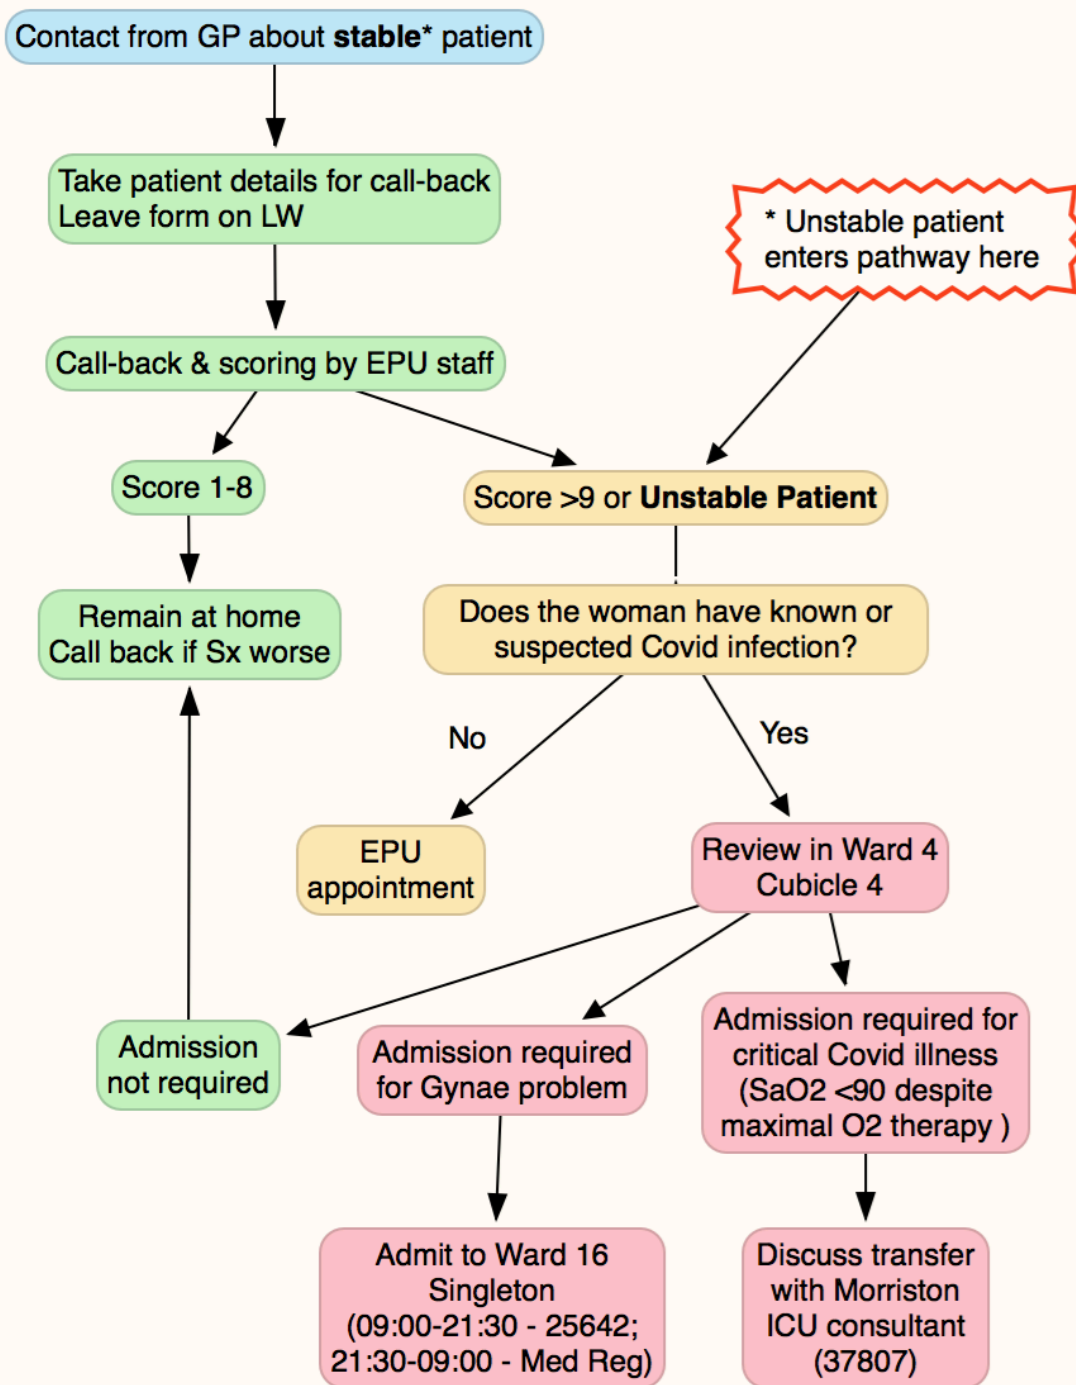 Contact from GP about stable* patient
Take patient details for call-back
Leave form on LW
* Unstable patient
enters pathway here
Call-back & scoring by EPU staff
Score 1-8
Score >9 or Unstable Patient
Remain at home
Call back if Sx worse
Does the woman have known or
suspected Covid infection?
No
Yes
EPU
appointment
Review in Ward 4
Cubicle 4
Admission
not required
Admission required
for Gynae problem
Admission required for
critical Covid illness
(SaO2 <90 despite
maximal O2 therapy )
Admit to Ward 16
Singleton
(09:00-21:30 - 25642;
21:30-09:00 - Med Reg)
Discuss transfer
with Morriston
ICU consultant
(37807)